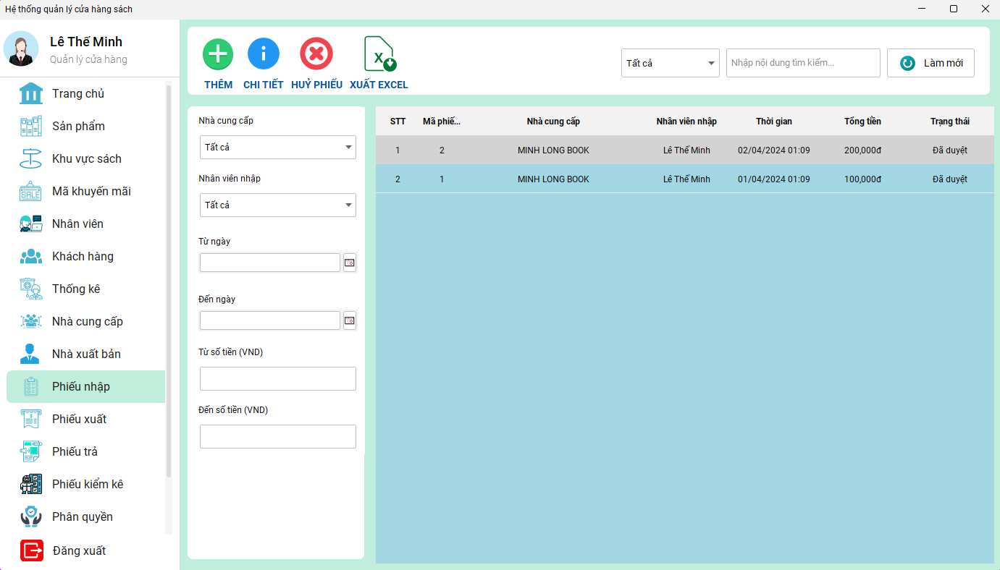 Hệ thống quản lý cửa hàng sách
Lê Thế Minh
Quản lý cửa hàng
Trang chủ
Sản phẩm
Khu vực sách
SALE
Mã khuyến mãi
Nhân viên
Khách hàng
Thống kê
Nhà cung cấp
Nhà xuất bản
Phiếu nhập
Phiếu xuất
Phiếu trả
Phiếu kiểm kê
Phân quyền
Đăng xuất
THÊM CHI TIẾT HUỶ PHIẾU XUẤT EXCEL
Tất cả Nhập nội dung tìm kiếm... Làm mới
Nhà cung cấp
Tất cả
Nhân viên nhập
Tất cả
Từ ngày
Đến ngày
Từ số tiền (VND)
Đến số tiền (VND)
STT Mã phiế... Nhà cung cấp Nhân viên nhập Thời gian Tổng tiền Trạng thái
1 2 MINH LONG BOOK Lê Thế Minh 02/04/2024 01:09 200,000đ Đã duyệt
2 1 MINH LONG BOOK Lê Thế Minh 01/04/2024 01:09 100,000đ Đã duyệt